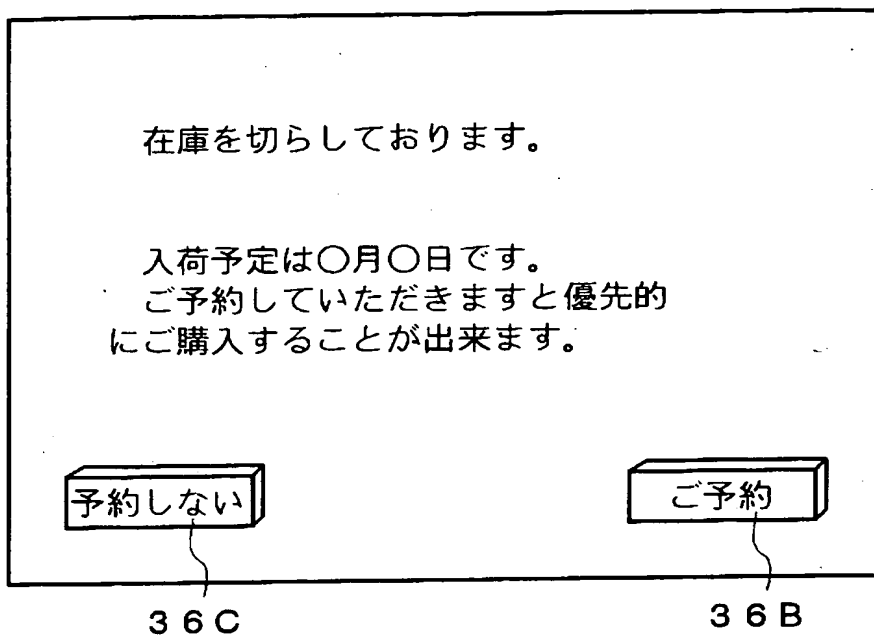 在庫を切らしております。
入荷予定は〇月〇日です。
ご予約していただきますと優先的
にご購入することが出来ます。
予約しない
ご予約
36C
36B